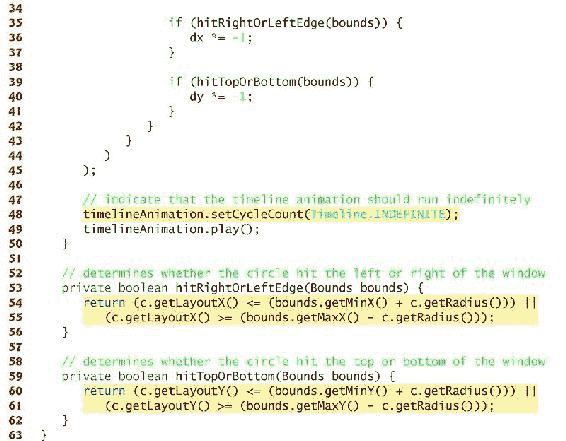 34
35 if (hitRightOrLeftEdge(bounds)) {
36 dx *= -1;
37 }
38
39 if (hitTopOrBottom(bounds)) {
40 dy *= -1;
41 }
42 }
43 }
44 )
45 );
46
47 // indicate that the timeline animation should run indefinitely
48 timelineAnimation.setCycleCount(Timeline.INDEFINITE);
49 timelineAnimation.play();
50 }
51
52 // determines whether the circle hit the left or right of the window
53 private boolean hitRightOrLeftEdge(Bounds bounds) {
54 return (c.getLayoutX() <= (bounds.getMinX() + c.getRadius())) ||
55 (c.getLayoutX() >= (bounds.getMaxX() - c.getRadius()));
56 }
57
58 // determines whether the circle hit the top or bottom of the window
59 private boolean hitTopOrBottom(Bounds bounds) {
60 return (c.getLayoutY() <= (bounds.getMinY() + c.getRadius())) ||
61 (c.getLayoutY() >= (bounds.getMaxY() - c.getRadius()));
62 }
63 }